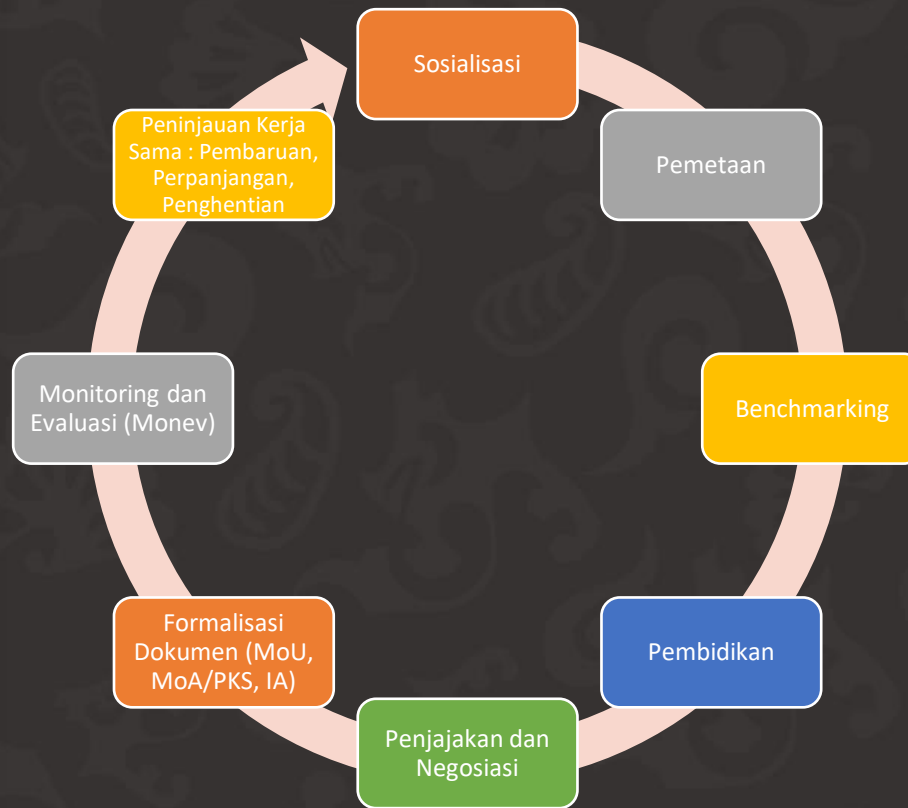 Sosialisasi
Pemetaan
Benchmarking
Pembidikan
Penjajakan dan
Negosiasi
Formalisasi
Dokumen (MoU,
MoA/PKS, IA)
Monitoring dan
Evaluasi (Monev)
Peninjauan Kerja
Sama : Pembaruan,
Perpanjangan,
Penghentian